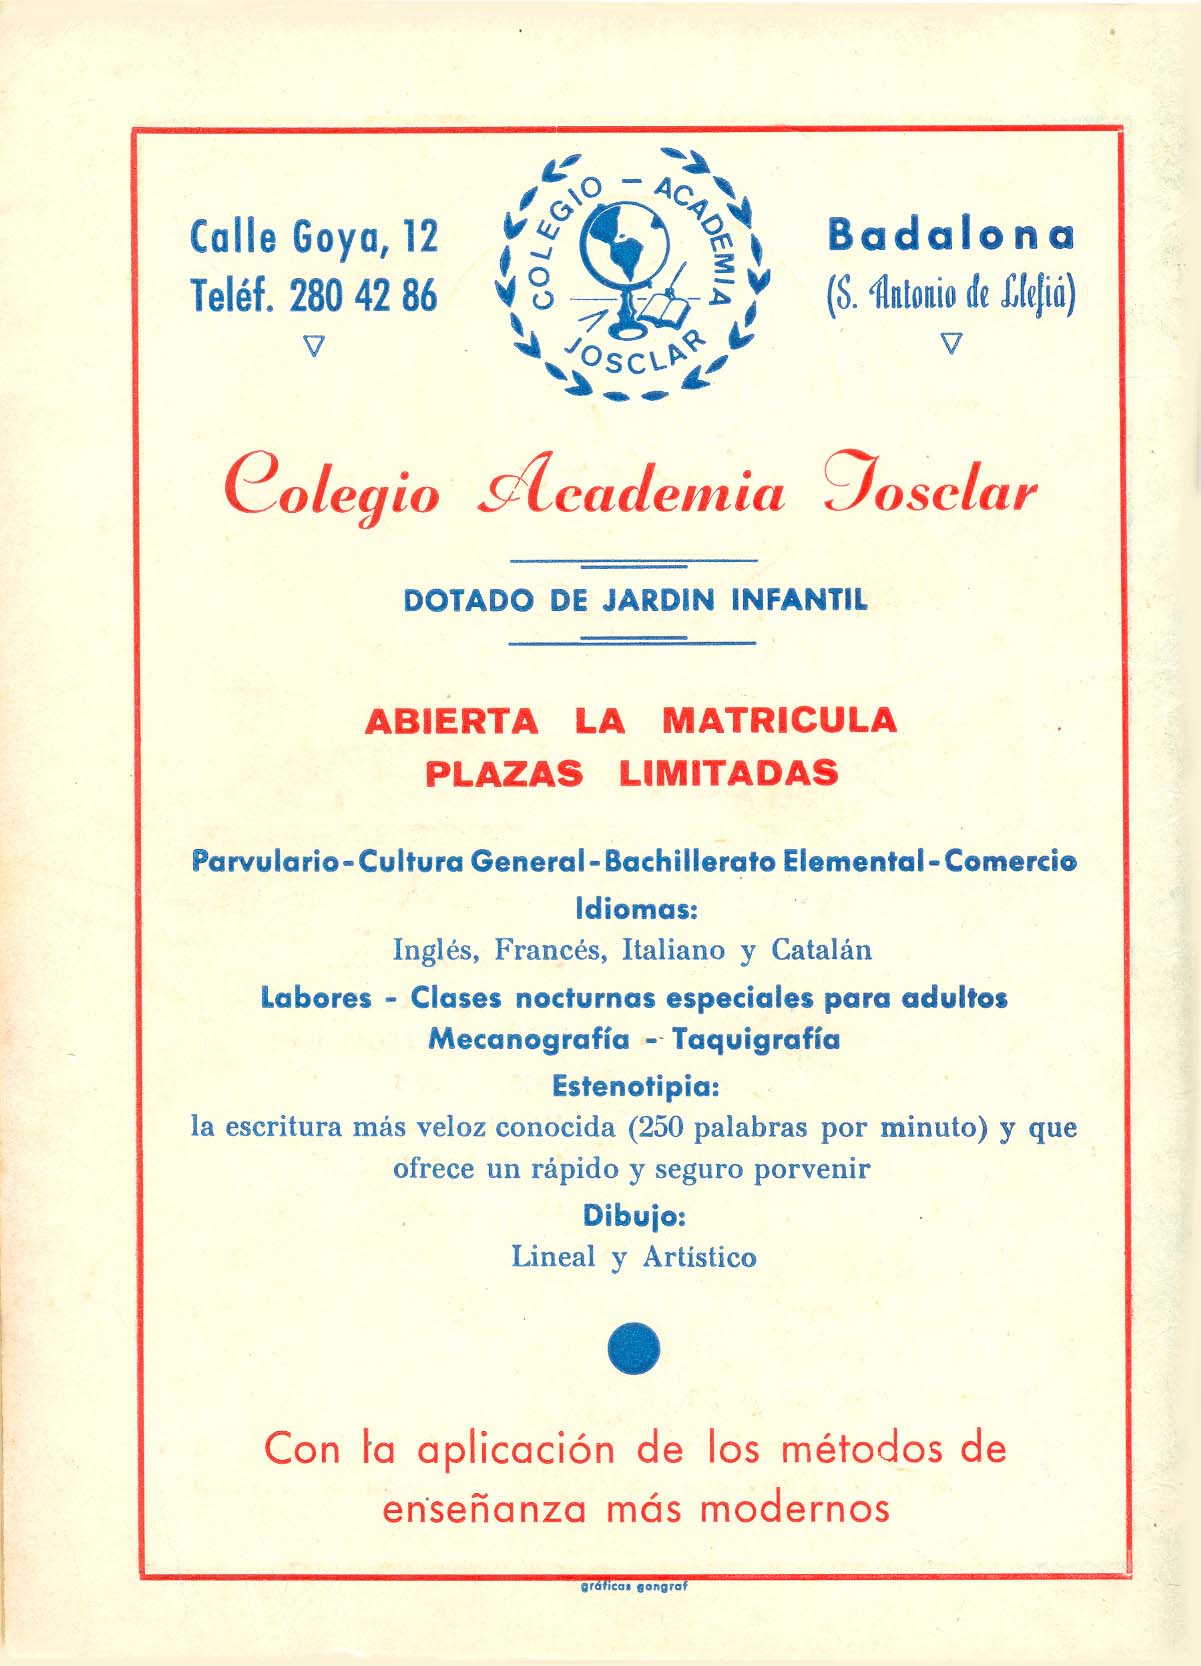 Calle Goya, 12
Teléf. 280 42 86
COLEGIO - ACADEMIA
JOSCLAR
Badalona
(S. Antonio de Llefiá)
Colegio Academia Josclar
DOTADO DE JARDIN INFANTIL
ABIERTA LA MATRICULA
PLAZAS LIMITADAS
Parvulario-Cultura General-Bachillerato Elemental-Comercio
Idiomas:
Inglés, Francés, Italiano y Catalán
Labores - Clases nocturnas especiales para adultos
Mecanografía - Taquigrafía
Estenotipia:
la escritura más veloz conocida (250 palabras por minuto) y que
ofrece un rápido y seguro porvenir
Dibujo:
Lineal y Artístico
Con la aplicación de los métodos de
enseñanza más modernos
gráficas gongraf